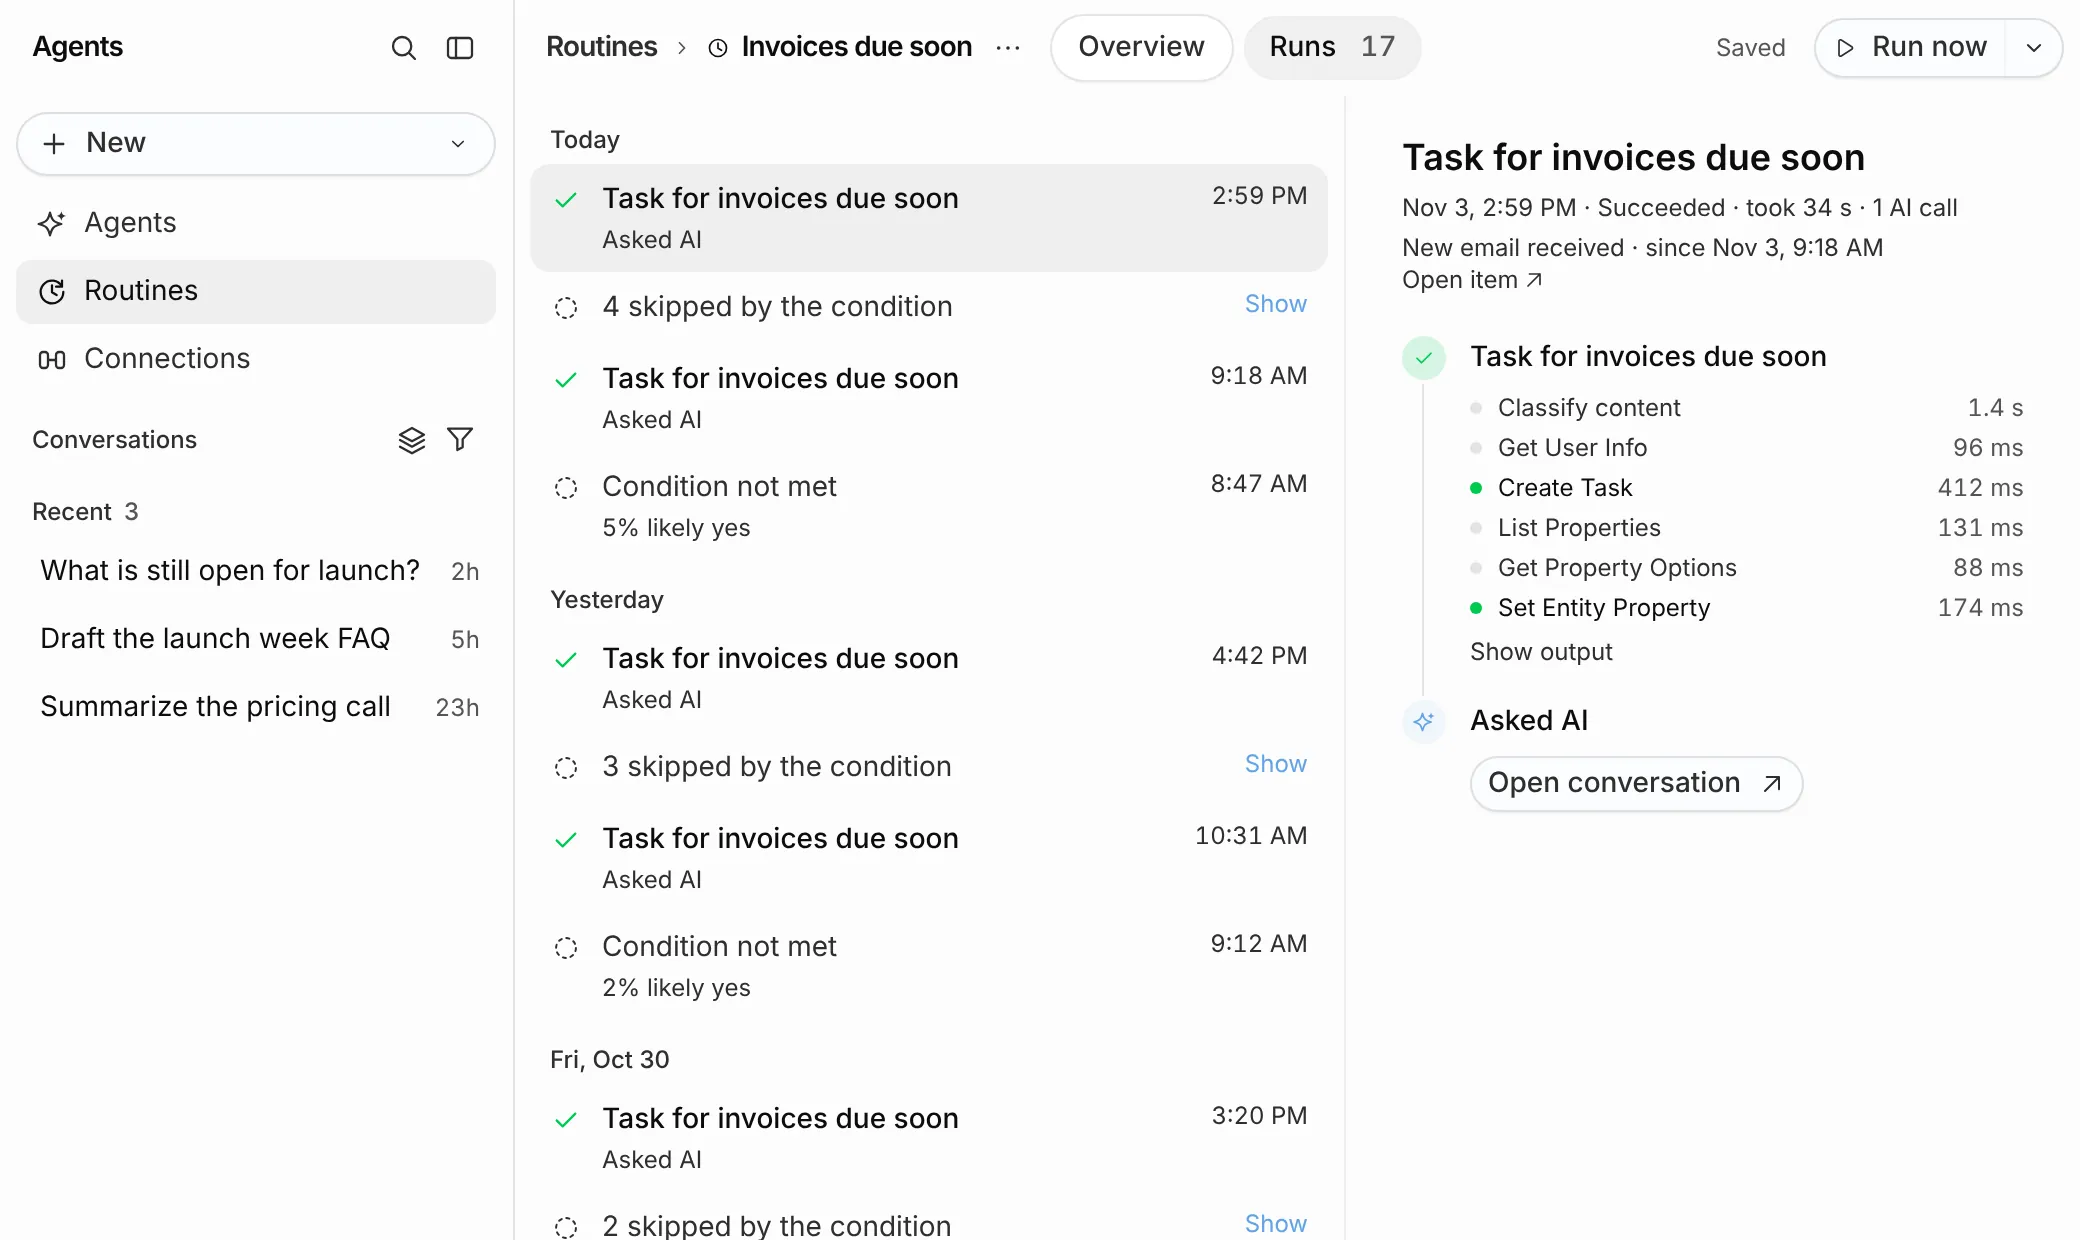 Agents
New
Agents
Routines
Connections
Conversations
Recent 3
What is still open for launch? 2h
Draft the launch week FAQ 5h
Summarize the pricing call 23h
Routines › Invoices due soon ···
Overview
Runs 17
Saved
Run now
Today
Task for invoices due soon 2:59 PM
Asked AI
4 skipped by the condition Show
Task for invoices due soon 9:18 AM
Asked AI
Condition not met 8:47 AM
5% likely yes
Yesterday
Task for invoices due soon 4:42 PM
Asked AI
3 skipped by the condition Show
Task for invoices due soon 10:31 AM
Asked AI
Condition not met 9:12 AM
2% likely yes
Fri, Oct 30
Task for invoices due soon 3:20 PM
Asked AI
2 skipped by the condition Show
Task for invoices due soon
Nov 3, 2:59 PM · Succeeded · took 34 s · 1 AI call
New email received · since Nov 3, 9:18 AM
Open item ↗
Task for invoices due soon
Classify content 1.4 s
Get User Info 96 ms
Create Task 412 ms
List Properties 131 ms
Get Property Options 88 ms
Set Entity Property 174 ms
Show output
Asked AI
Open conversation ↗